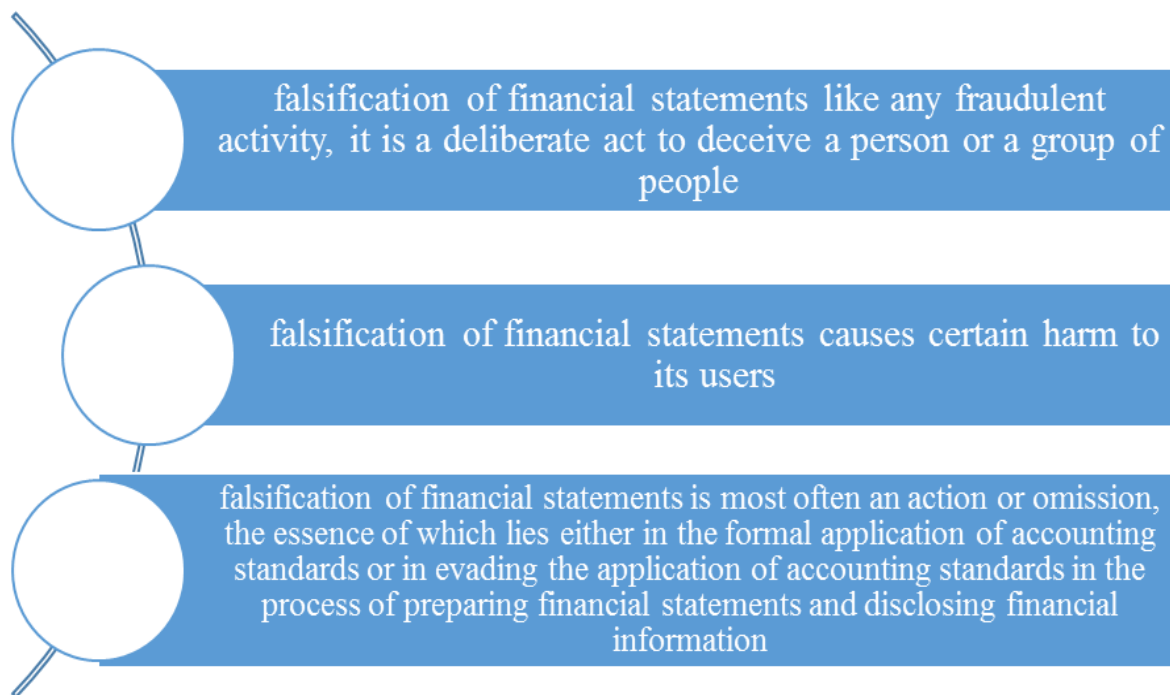 falsification of financial statements like any fraudulent
activity, it is a deliberate act to deceive a person or a group of
people
falsification of financial statements causes certain harm to
its users
falsification of financial statements is most often an action or omission,
the essence of which lies either in the formal application of accounting
standards or in evading the application of accounting standards in the
process of preparing financial statements and disclosing financial
information